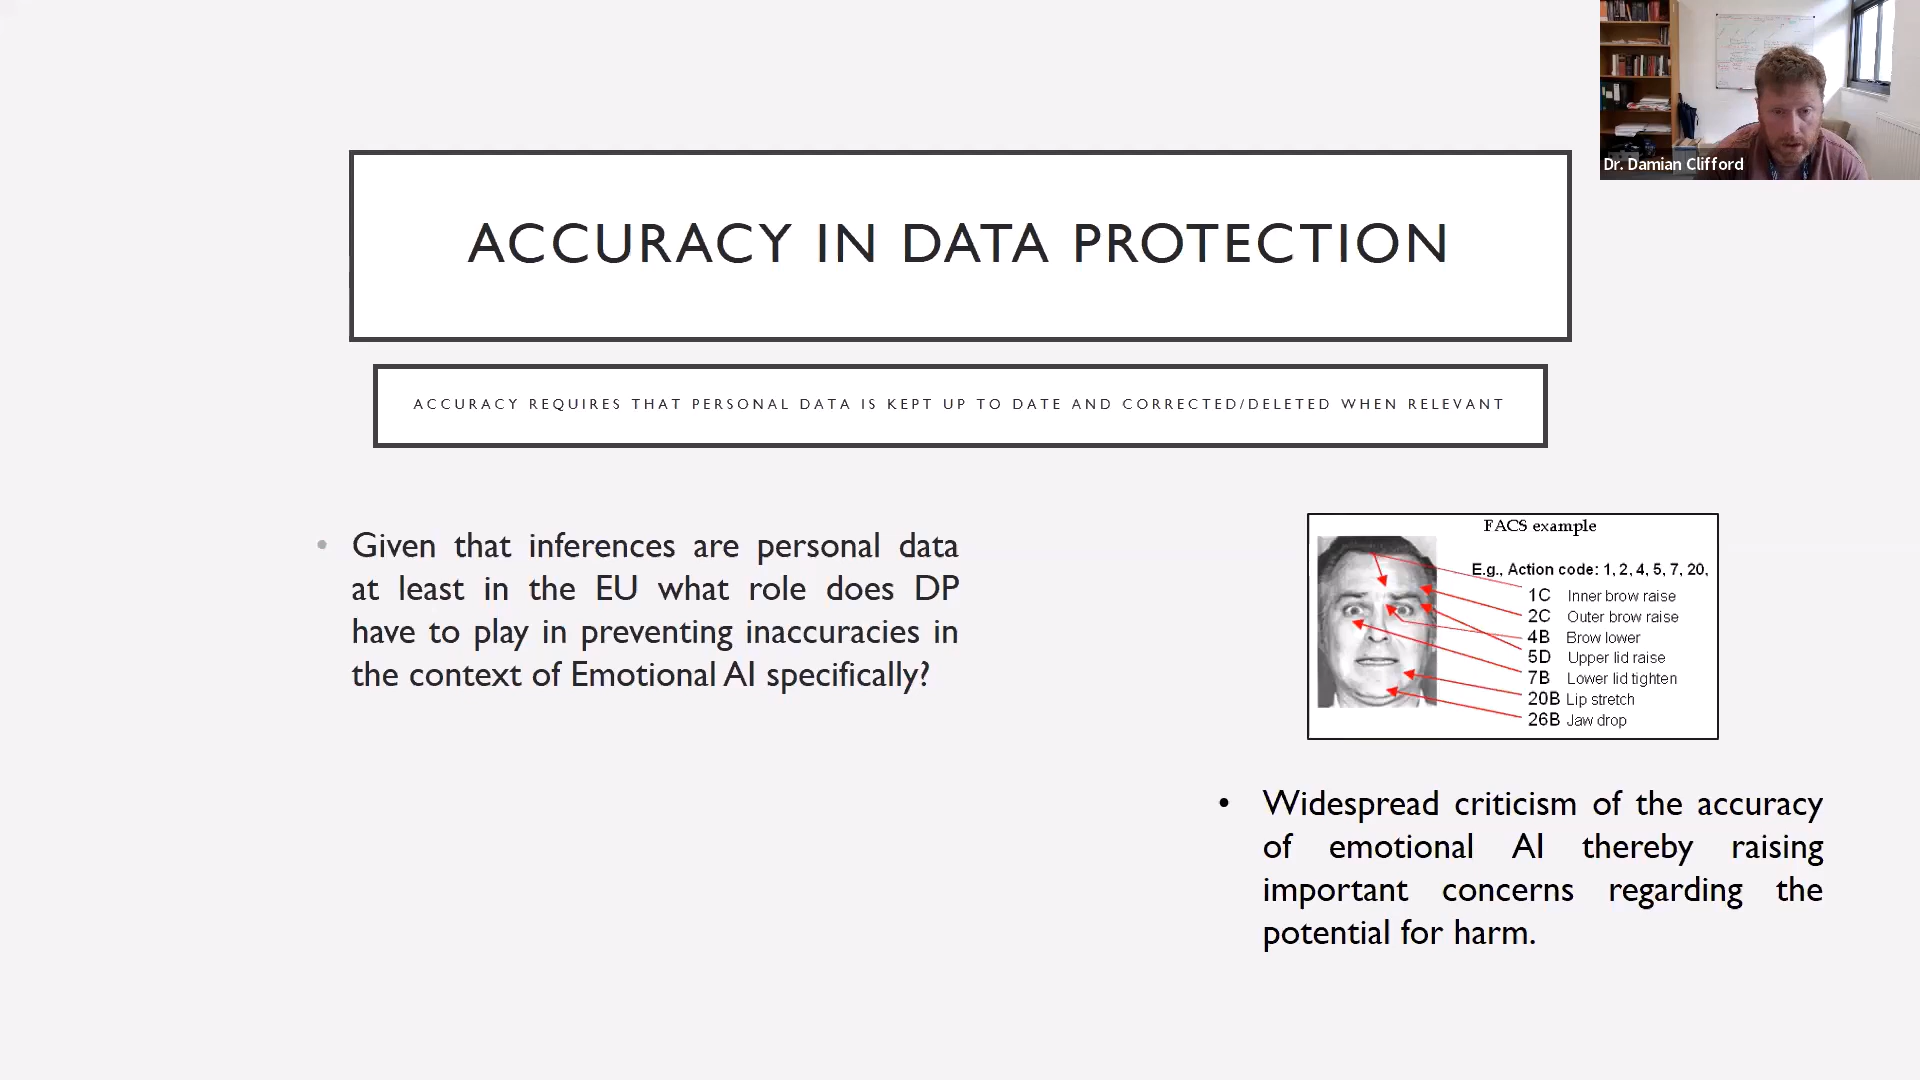 Dr. Damian Clifford
ACCURACY IN DATA PROTECTION
ACCURACY REQUIRES THAT PERSONAL DATA IS KEPT UP TO DATE AND CORRECTED/DELETED WHEN RELEVANT
• Given that inferences are personal data
at least in the EU what role does DP
have to play in preventing inaccuracies in
the context of Emotional AI specifically?
FACS example
E.g., Action code: 1, 2, 4, 5, 7, 20,
1C Inner brow raise
2C Outer brow raise
4B Brow lower
5D Upper lid raise
7B Lower lid tighten
20B Lip stretch
26B Jaw drop
• Widespread criticism of the accuracy
of emotional AI thereby raising
important concerns regarding the
potential for harm.